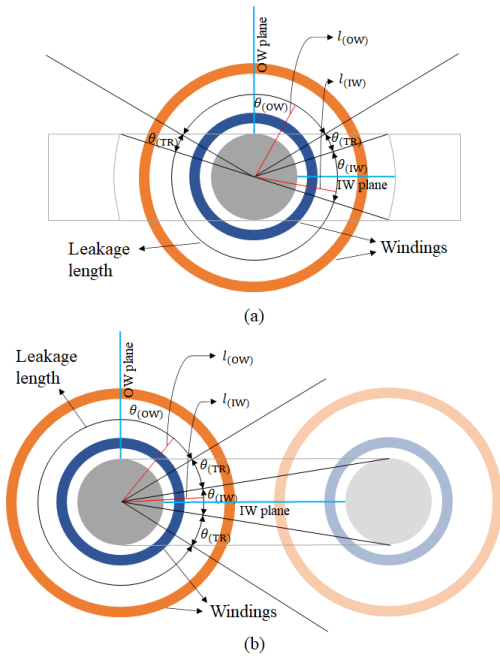 OW plane
l(OW)
l(IW)
θ(OW)
θ(TR)
θ(TR)
θ(IW)
IW plane
Leakage
length
Windings
(a)
Leakage
length
OW plane
l(OW)
l(IW)
θ(OW)
θ(TR)
θ(IW)
IW plane
θ(TR)
Windings
(b)